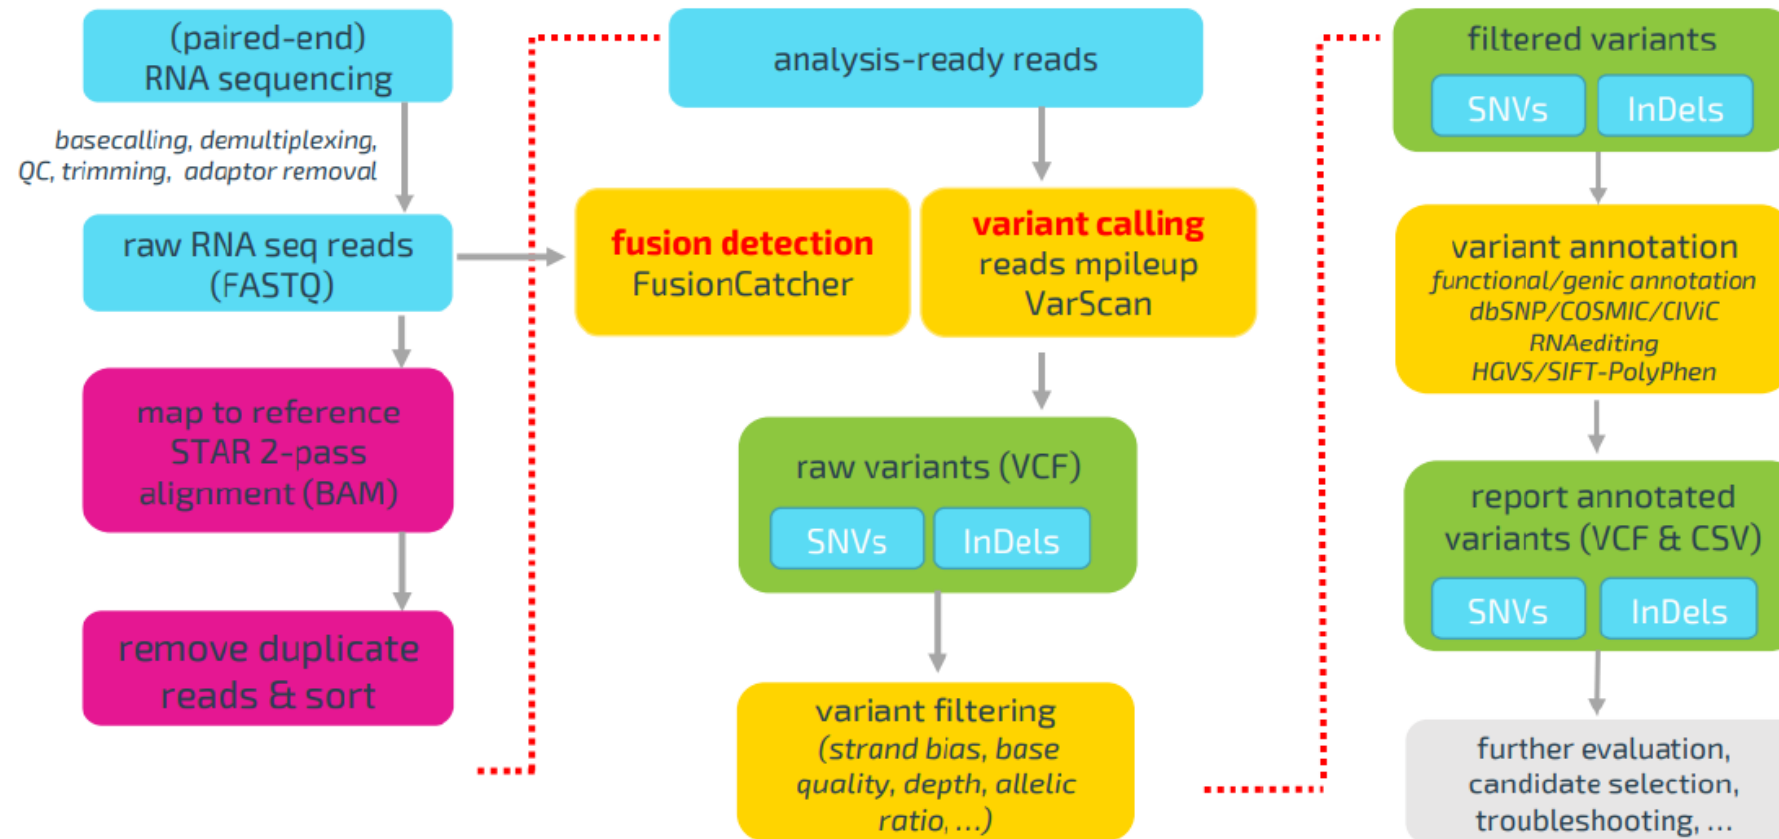 (paired-end)
RNA sequencing
basecalling, demultiplexing,
QC, trimming, adaptor removal
raw RNA seq reads
(FASTQ)
map to reference
STAR 2-pass
alignment (BAM)
remove duplicate
reads & sort
analysis-ready reads
fusion detection
FusionCatcher
variant calling
reads mpileup
VarScan
raw variants (VCF)
SNVs
InDels
variant filtering
(strand bias, base
quality, depth, allelic
ratio, ...)
filtered variants
SNVs
InDels
variant annotation
functional/genic annotation
dbSNP/COSMIC/CIViC
RNAediting
HGVS/SIFT-PolyPhen
report annotated
variants (VCF & CSV)
SNVs
InDels
further evaluation,
candidate selection,
troubleshooting, ...